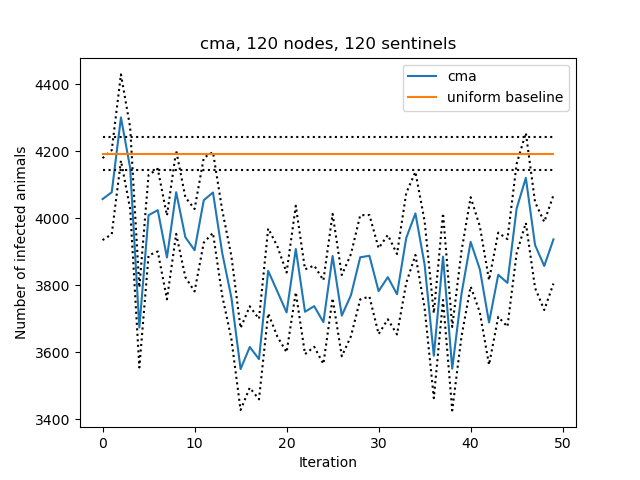 cma, 120 nodes, 120 sentinels
cma
uniform baseline
Number of infected animals
4400
4200
4000
3800
3600
3400
0 10 20 30 40 50
Iteration